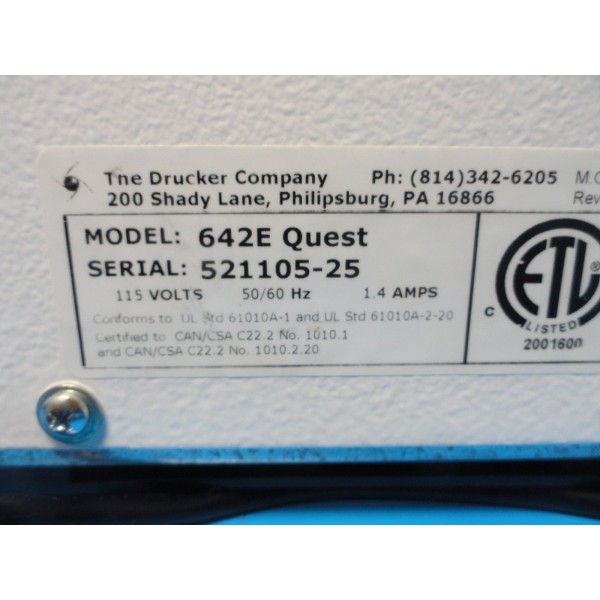 The Drucker Company Ph: (814)342-6205
200 Shady Lane, Philipsburg, PA 16866 Rev
MODEL: 642E Quest
SERIAL: 521105-25
115 VOLTS 50/60 Hz 1.4 AMPS
Conforms to UL Std 61010A-1 and UL Std 61010A-2-20
Certified to CAN/CSA C22.2 No. 1010.1
and CAN/CSA C22.2 No. 1010.2.20
ETL
C
LISTED
2001600